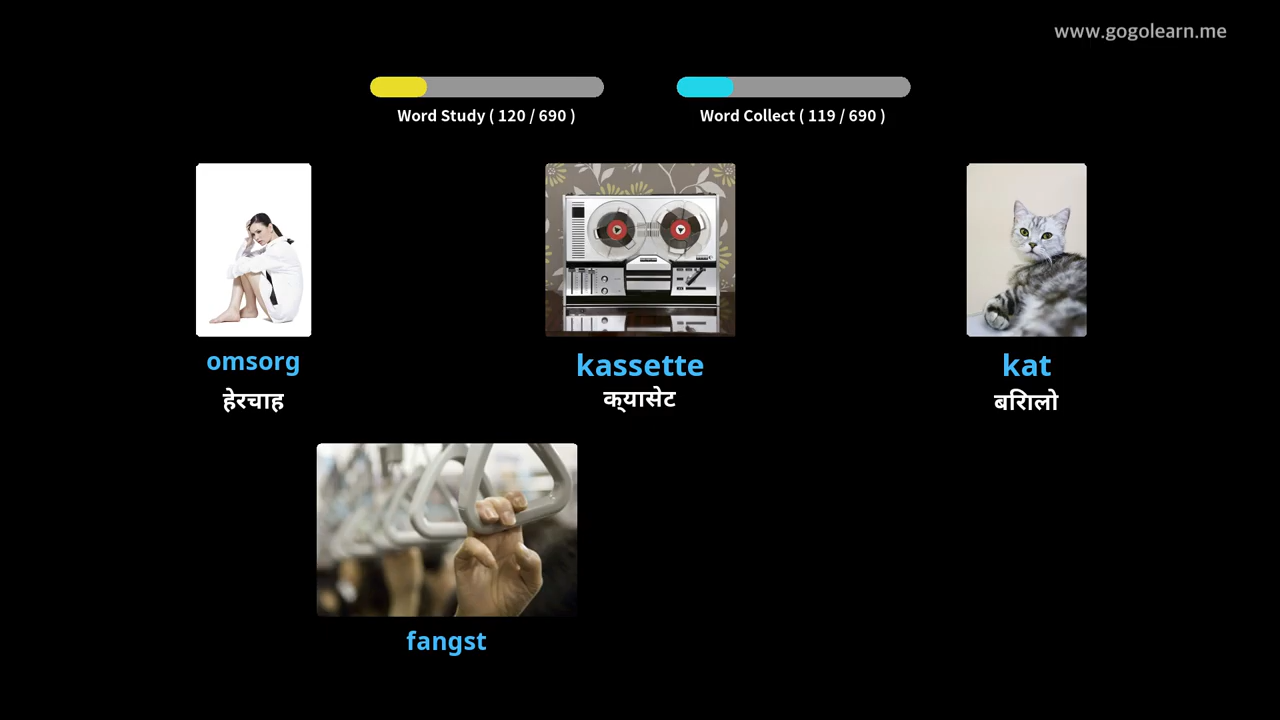 www.gogolearn.me
Word Study ( 120 / 690 )
Word Collect ( 119 / 690 )
omsorg
kassette
kat
हेरचाह
क्यासेट
बिरालो
fangst